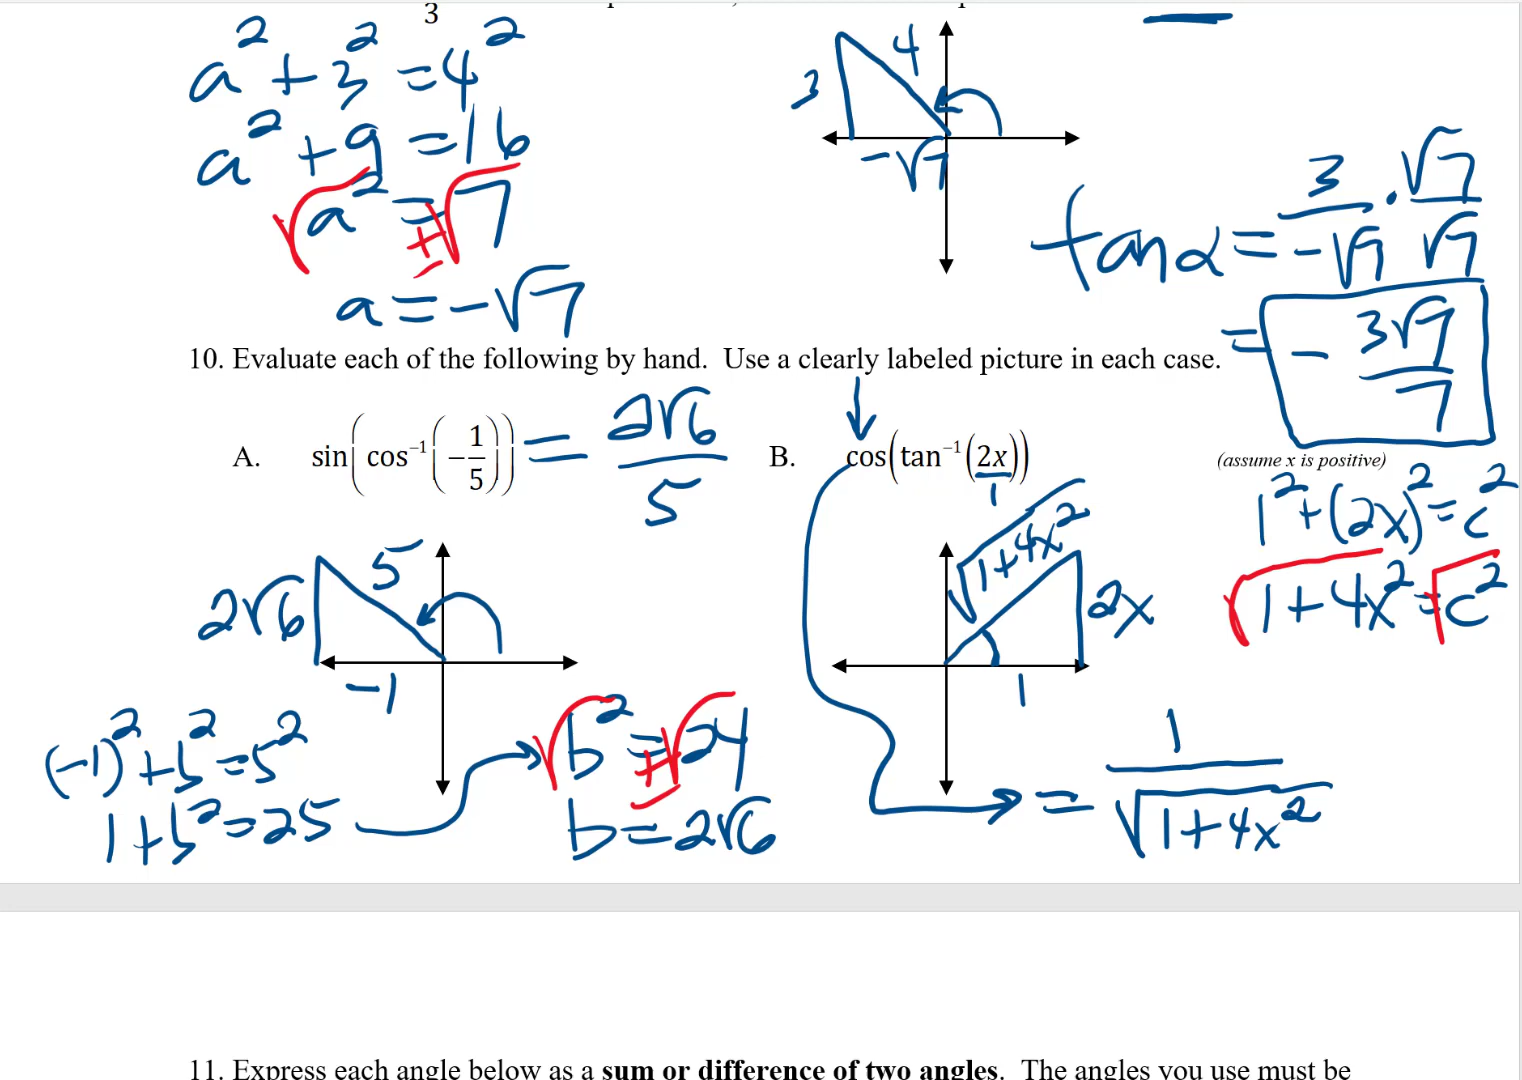 3
a² + 3² = 4²
a² + 9 = 16
√a² = ±√7
a = -√7
4
3
-√7
tan α = 3/-√7 · √7/√7
= - 3√7/7
10. Evaluate each of the following by hand. Use a clearly labeled picture in each case.
A. sin(cos⁻¹(-1/5)) = 2√6/5
B. cos(tan⁻¹(2x)) (assume x is positive)
1
5
2√6
-1
(-1)² + b² = 5²
1 + b² = 25
√b² = ±√24
b = 2√6
√1+4x²
2x
1
1² + (2x)² = c²
√1+4x² = √c²
= 1/√1+4x²
11. Express each angle below as a sum or difference of two angles. The angles you use must be